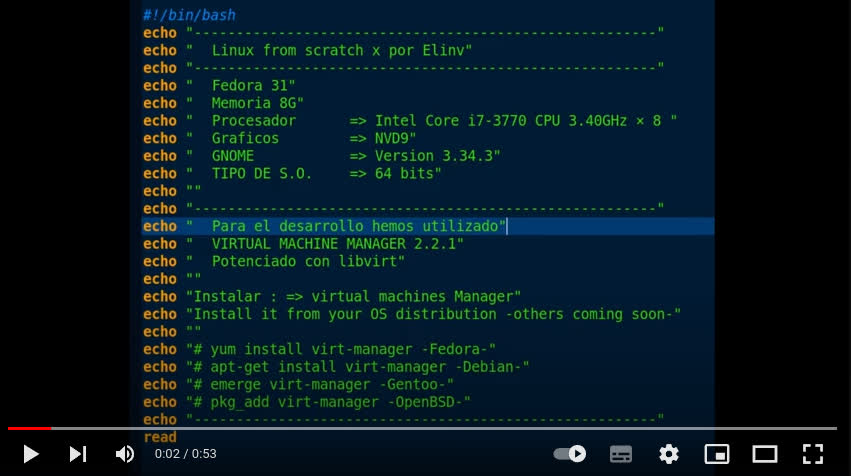 #!/bin/bash
echo "-------------------------------------------------------"
echo "  Linux from scratch x por Elinv"
echo "-------------------------------------------------------"
echo "  Fedora 31"
echo "  Memoria 8G"
echo "  Procesador      => Intel Core i7-3770 CPU 3.40GHz × 8 "
echo "  Graficos        => NVD9"
echo "  GNOME           => Version 3.34.3"
echo "  TIPO DE S.O.    => 64 bits"
echo ""
echo "-------------------------------------------------------"
echo "  Para el desarrollo hemos utilizado"
echo "  VIRTUAL MACHINE MANAGER 2.2.1"
echo "  Potenciado con libvirt"
echo ""
echo "Instalar : => virtual machines Manager"
echo "Install it from your OS distribution -others coming soon-"
echo ""
echo "# yum install virt-manager -Fedora-"
echo "# apt-get install virt-manager -Debian-"
echo "# emerge virt-manager -Gentoo-"
echo "# pkg_add virt-manager -OpenBSD-"
echo "-------------------------------------------------------"
read
0:02 / 0:53